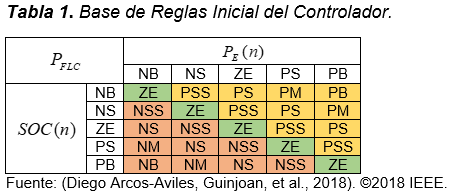 Tabla 1. Base de Reglas Inicial del Controlador.
P_FLC P_E(n)
NB NS ZE PS PB
SOC(n) NB ZE PSS PS PM PB
NS NSS ZE PSS PS PM
ZE NS NSS ZE PSS PS
PS NM NS NSS ZE PSS
PB NB NM NS NSS ZE
Fuente: (Diego Arcos-Aviles, Guinjoan, et al., 2018). ©2018 IEEE.